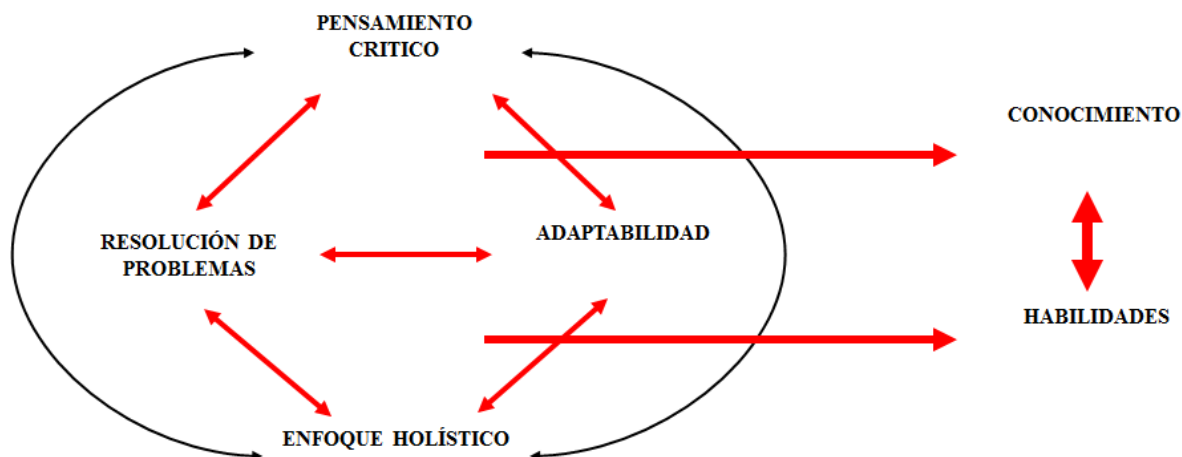 PENSAMIENTO
CRITICO
CONOCIMIENTO
RESOLUCIÓN DE
PROBLEMAS
ADAPTABILIDAD
HABILIDADES
ENFOQUE HOLÍSTICO